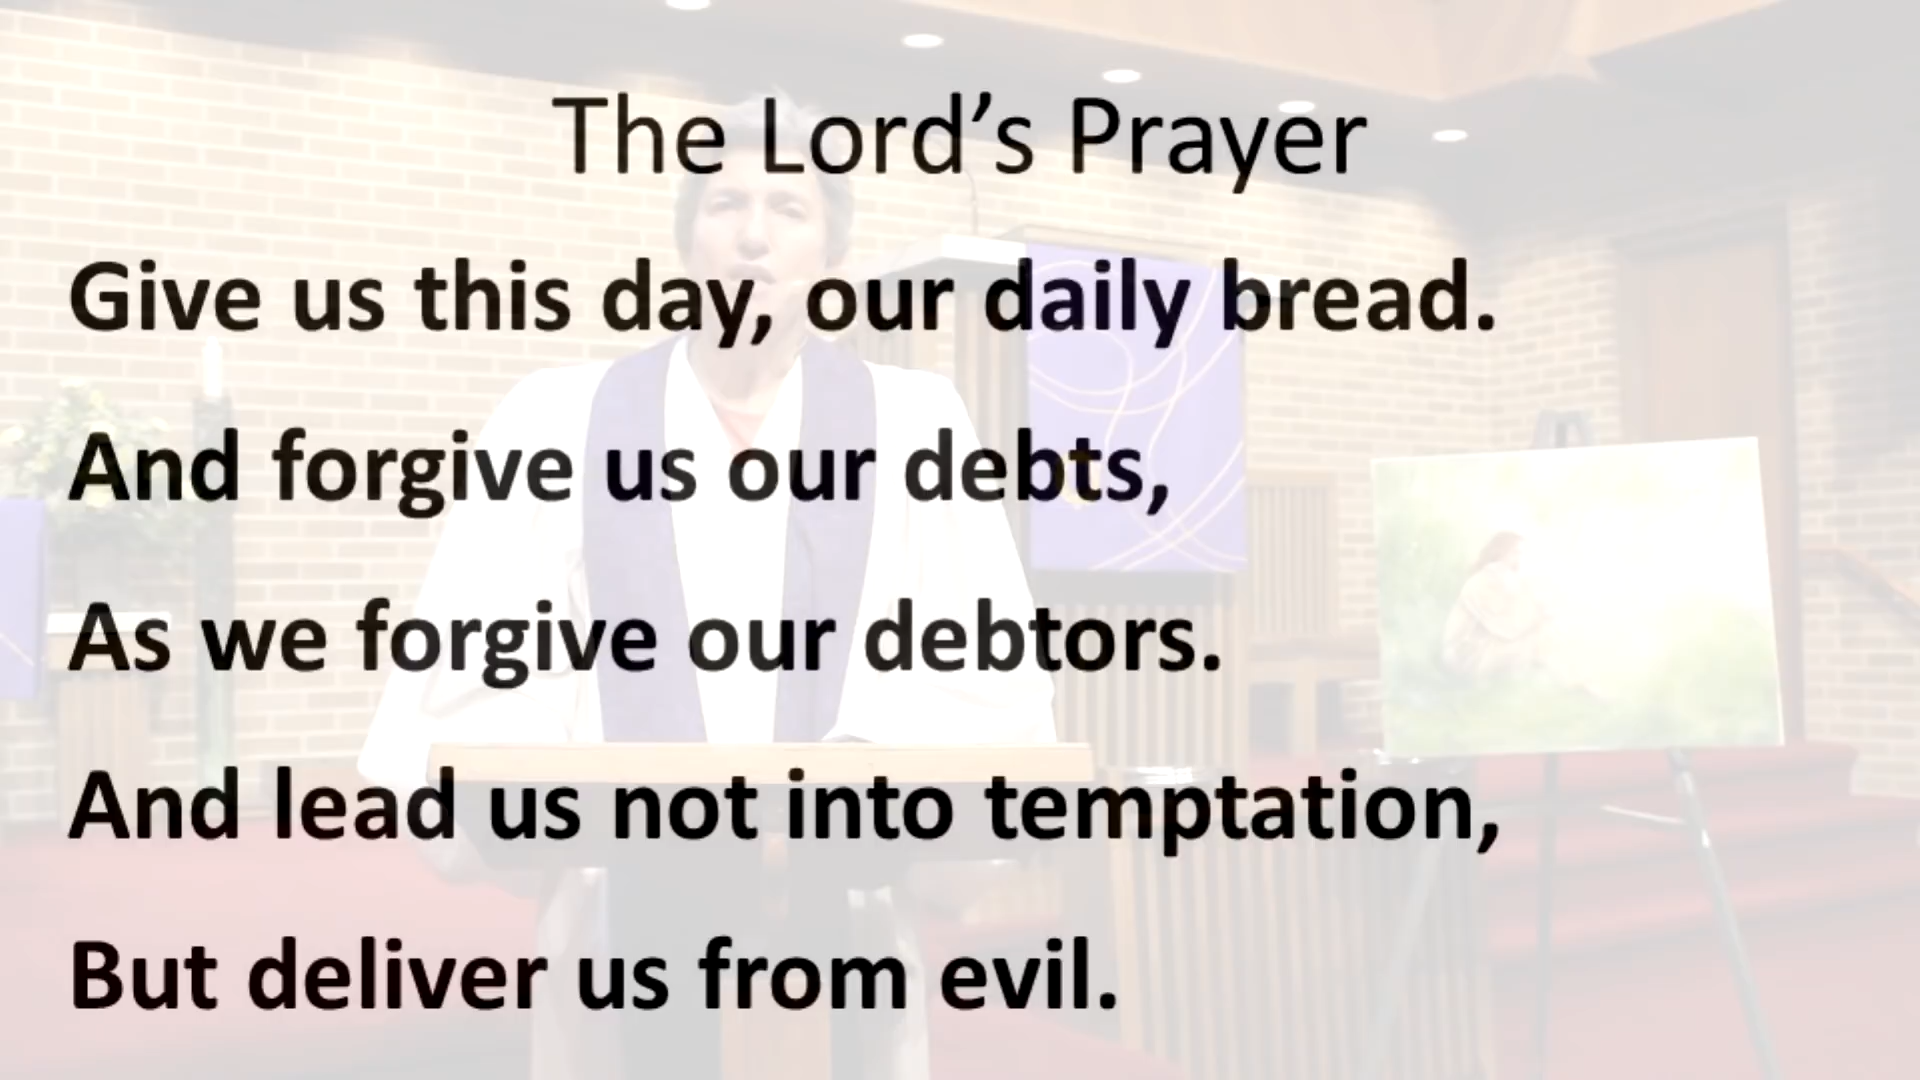 The Lord’s Prayer
Give us this day, our daily bread.
And forgive us our debts,
As we forgive our debtors.
And lead us not into temptation,
But deliver us from evil.